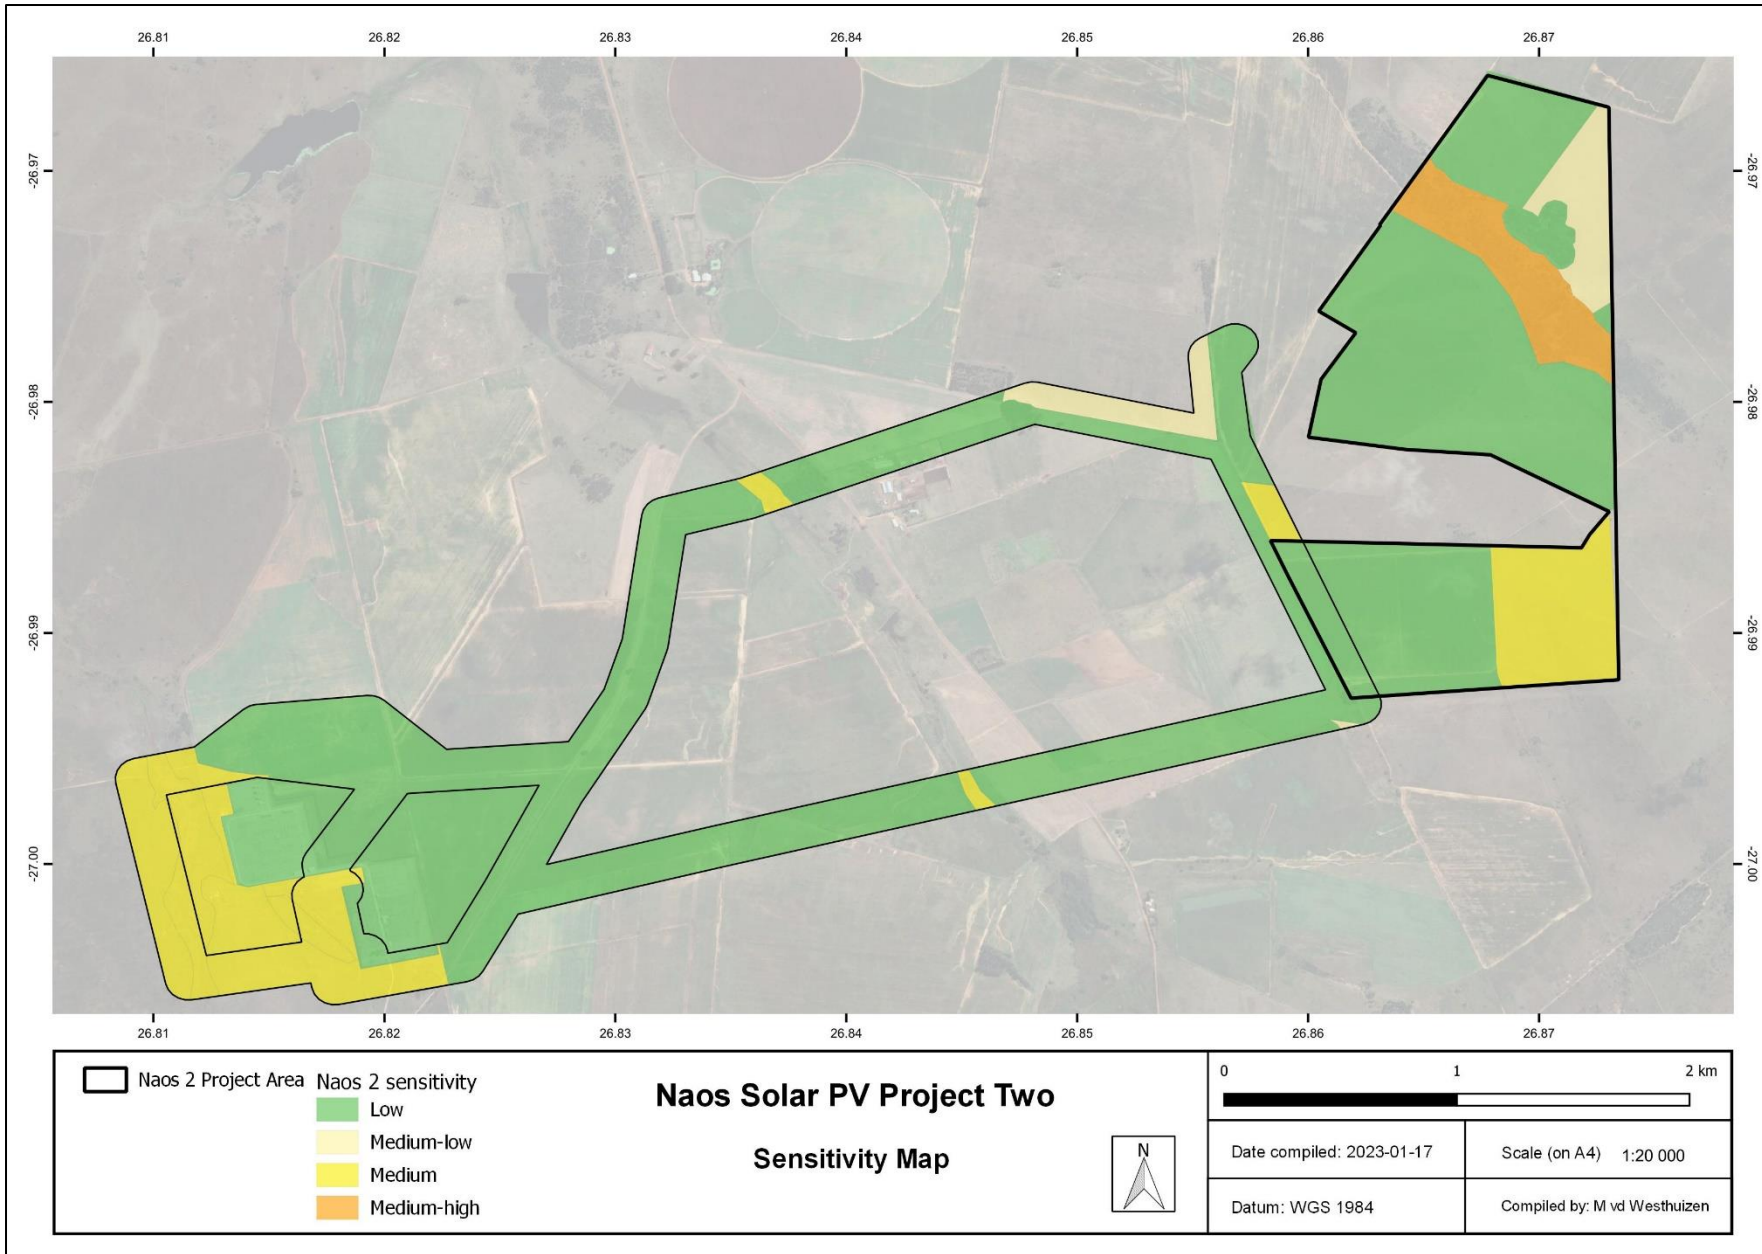 26.81 26.82 26.83 26.84 26.85 26.86 26.87
-26.97 -26.97
-26.98 -26.98
-26.99 -26.99
-27.00 -27.00
26.81 26.82 26.83 26.84 26.85 26.86 26.87
Naos 2 Project Area
Naos 2 sensitivity
Low
Medium-low
Medium
Medium-high
Naos Solar PV Project Two
Sensitivity Map
N
0 1 2 km
Date compiled: 2023-01-17
Scale (on A4) 1:20 000
Datum: WGS 1984
Compiled by: M vd Westhuizen